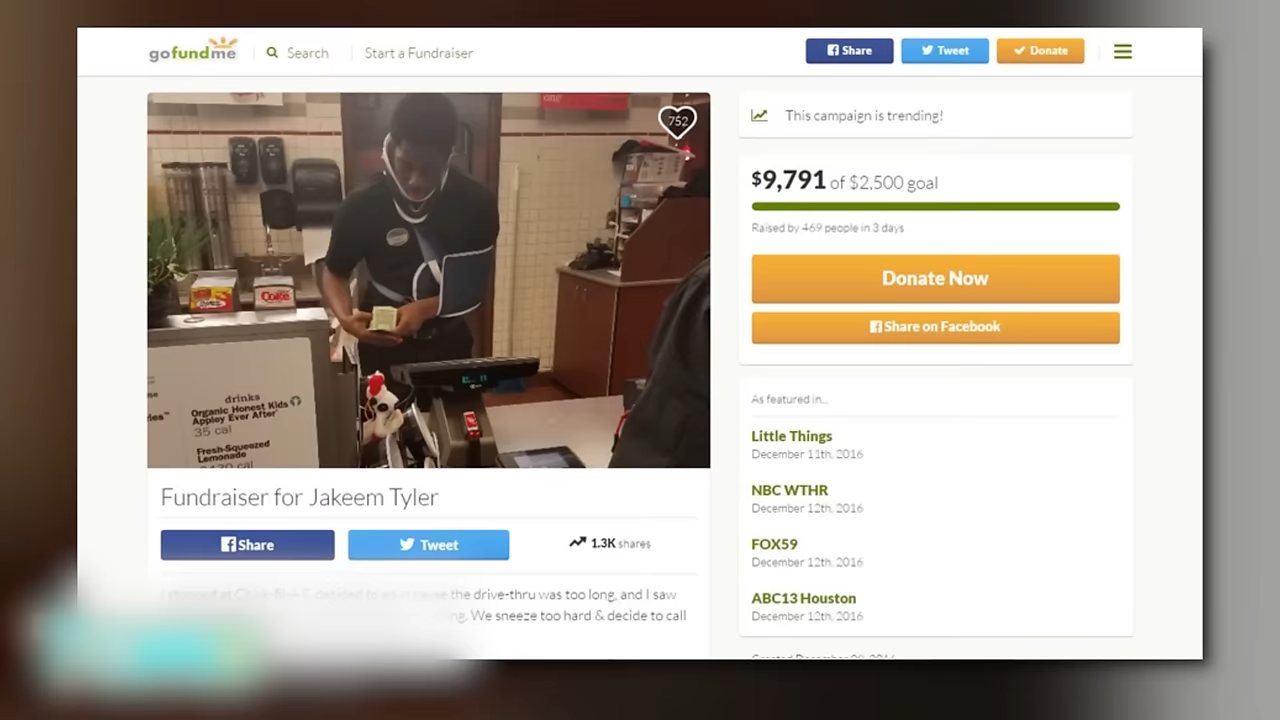 gofundme
Search
Start a Fundraiser
Share
Tweet
Donate
one
752
Coke
drinks
Organic Honest Kids
Appley Ever After
35 cal
Fresh-Squeezed
Lemonade
Fundraiser for Jakeem Tyler
Share
Tweet
1.3K shares
the drive-thru was too long, and I saw
We sneeze too hard & decide to call
This campaign is trending!
$9,791 of $2,500 goal
Raised by 469 people in 3 days
Donate Now
Share on Facebook
As featured in...
Little Things
December 11th, 2016
NBC WTHR
December 12th, 2016
FOX59
December 12th, 2016
ABC13 Houston
December 12th, 2016